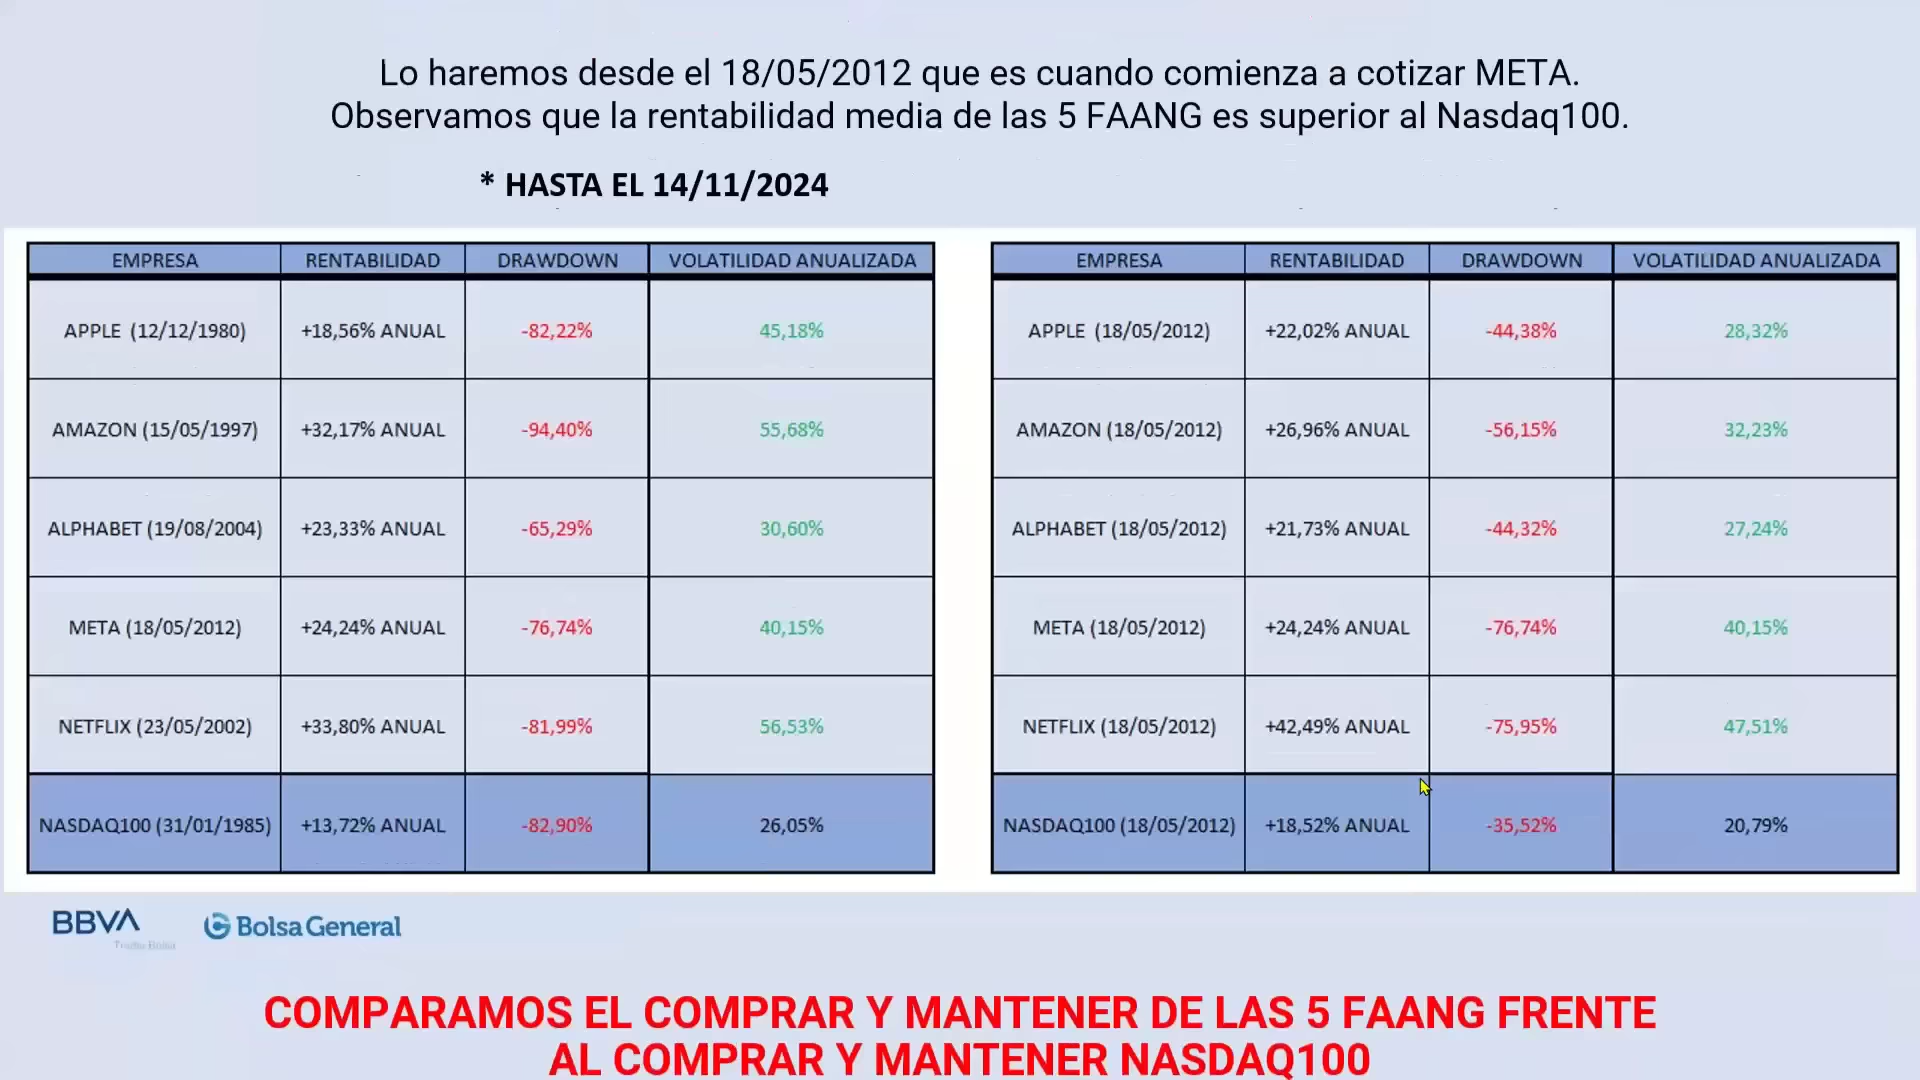 Lo haremos desde el 18/05/2012 que es cuando comienza a cotizar META.
Observamos que la rentabilidad media de las 5 FAANG es superior al Nasdaq100.
* HASTA EL 14/11/2024
EMPRESA RENTABILIDAD DRAWDOWN VOLATILIDAD ANUALIZADA
APPLE (12/12/1980) +18,56% ANUAL -82,22% 45,18%
AMAZON (15/05/1997) +32,17% ANUAL -94,40% 55,68%
ALPHABET (19/08/2004) +23,33% ANUAL -65,29% 30,60%
META (18/05/2012) +24,24% ANUAL -76,74% 40,15%
NETFLIX (23/05/2002) +33,80% ANUAL -81,99% 56,53%
NASDAQ100 (31/01/1985) +13,72% ANUAL -82,90% 26,05%
EMPRESA RENTABILIDAD DRAWDOWN VOLATILIDAD ANUALIZADA
APPLE (18/05/2012) +22,02% ANUAL -44,38% 28,32%
AMAZON (18/05/2012) +26,96% ANUAL -56,15% 32,23%
ALPHABET (18/05/2012) +21,73% ANUAL -44,32% 27,24%
META (18/05/2012) +24,24% ANUAL -76,74% 40,15%
NETFLIX (18/05/2012) +42,49% ANUAL -75,95% 47,51%
NASDAQ100 (18/05/2012) +18,52% ANUAL -35,52% 20,79%
BBVA
Trader Bolsa
BolsaGeneral
COMPARAMOS EL COMPRAR Y MANTENER DE LAS 5 FAANG FRENTE
AL COMPRAR Y MANTENER NASDAQ100